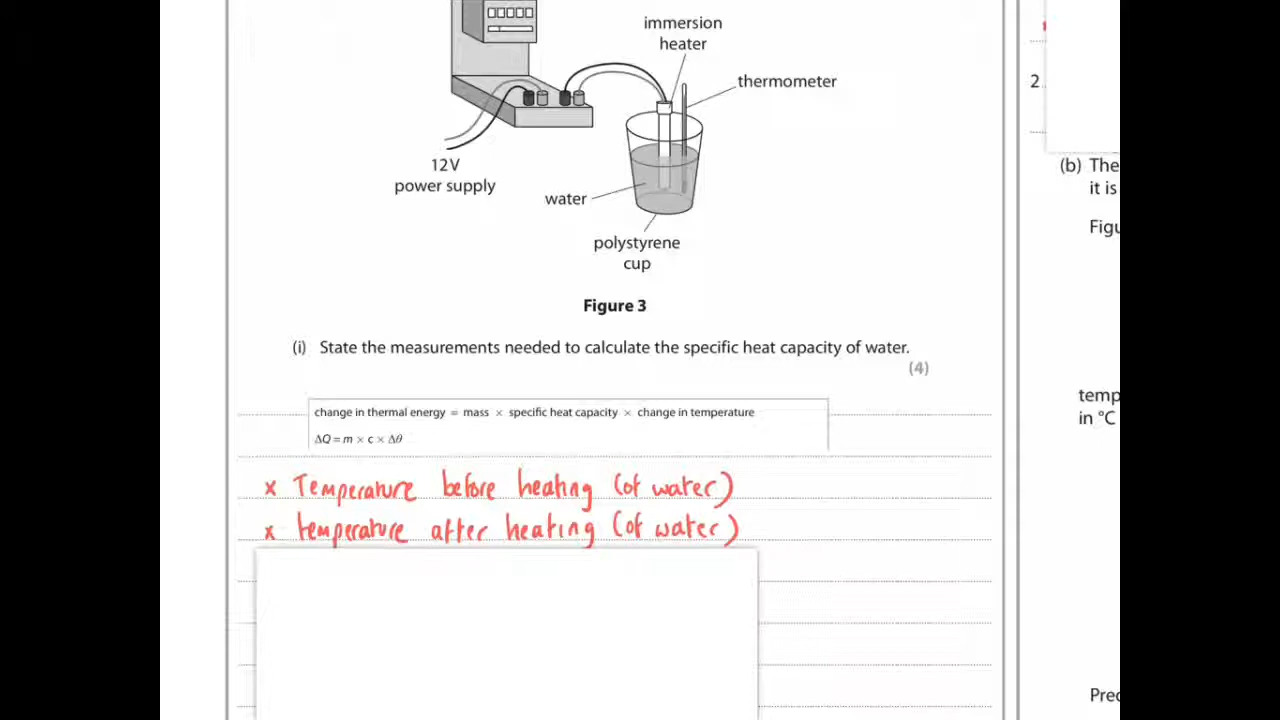 immersion
heater
thermometer
12V
power supply
water
polystyrene
cup
Figure 3
(i) State the measurements needed to calculate the specific heat capacity of water.
(4)
change in thermal energy = mass × specific heat capacity × change in temperature
ΔQ = m × c × Δθ
x Temperature before heating (of water)
x temperature after heating (of water)
2
(b) The
it is
Figu
temp
in °C
Prec